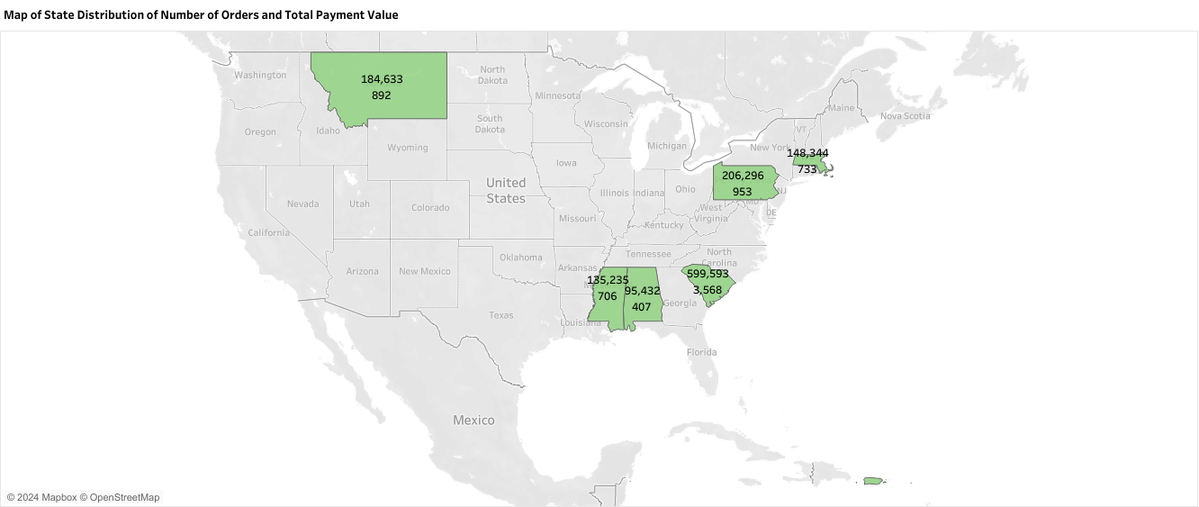 Map of State Distribution of Number of Orders and Total Payment Value
Washington
North
Dakota
Minnesota
Maine
Nova Scotia
184,633
892
Oregon
Idaho
South
Dakota
Wisconsin
Michigan
VT
New York
148,344
733
Wyoming
Iowa
206,296
953
NJ
Nevada
Utah
Colorado
United
States
Illinois
Indiana
Ohio
West
Virginia
DE
California
Missouri
Kentucky
Arizona
New Mexico
Oklahoma
Arkansas
Tennessee
North
Carolina
135,235
706
95,432
407
599,593
3,568
Georgia
Texas
Louisiana
Florida
Mexico
© 2024 Mapbox © OpenStreetMap